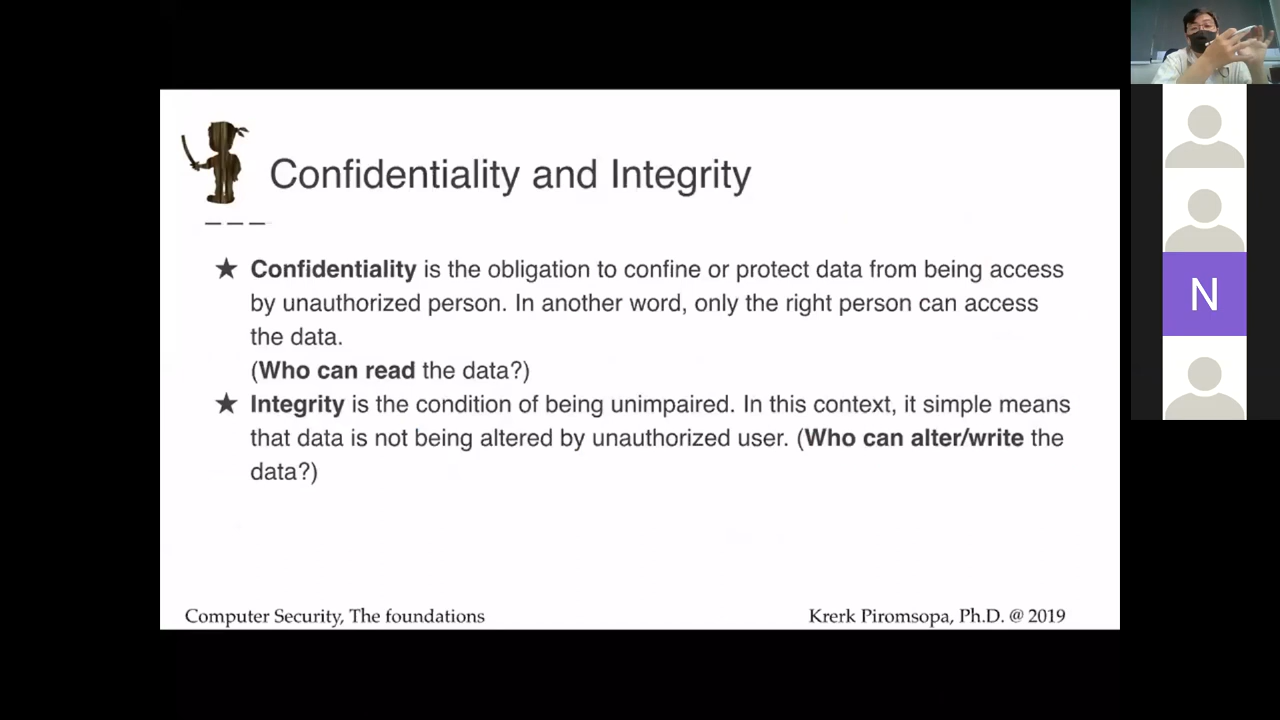 Confidentiality and Integrity
★ Confidentiality is the obligation to confine or protect data from being access
by unauthorized person. In another word, only the right person can access
the data.
(Who can read the data?)
★ Integrity is the condition of being unimpaired. In this context, it simple means
that data is not being altered by unauthorized user. (Who can alter/write the
data?)
Computer Security, The foundations
Krerk Piromsopa, Ph.D. @ 2019
N